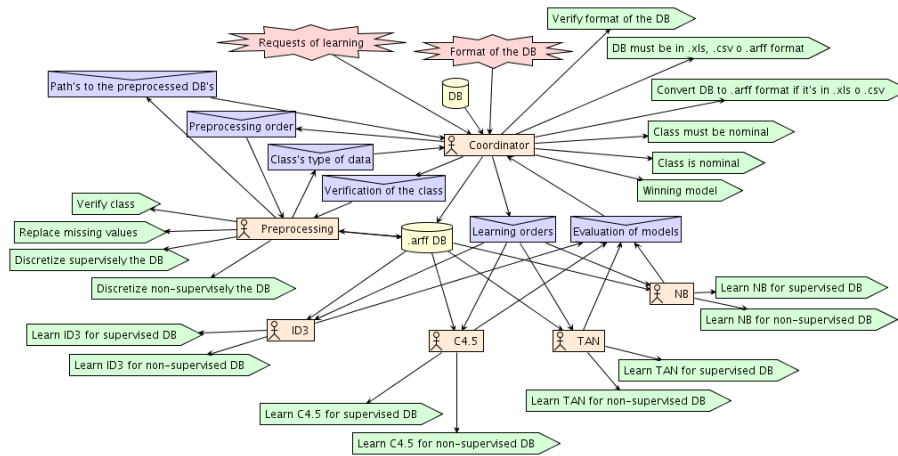 Verify format of the DB
Requests of learning
Format of the DB
DB must be in .xls, .csv o .arff format
Path's to the preprocessed DB's
DB
Convert DB to .arff format if it's in .xls o .csv
Preprocessing order
Class must be nominal
Coordinator
Class's type of data
Class is nominal
Verification of the class
Winning model
Verify class
Preprocessing
Learning orders
Evaluation of models
Replace missing values
.arff DB
Discretize supervisely the DB
Discretize non-supervisely the DB
NB
Learn NB for supervised DB
Learn NB for non-supervised DB
ID3
Learn ID3 for supervised DB
C4.5
TAN
Learn ID3 for non-supervised DB
Learn TAN for supervised DB
Learn TAN for non-supervised DB
Learn C4.5 for supervised DB
Learn C4.5 for non-supervised DB